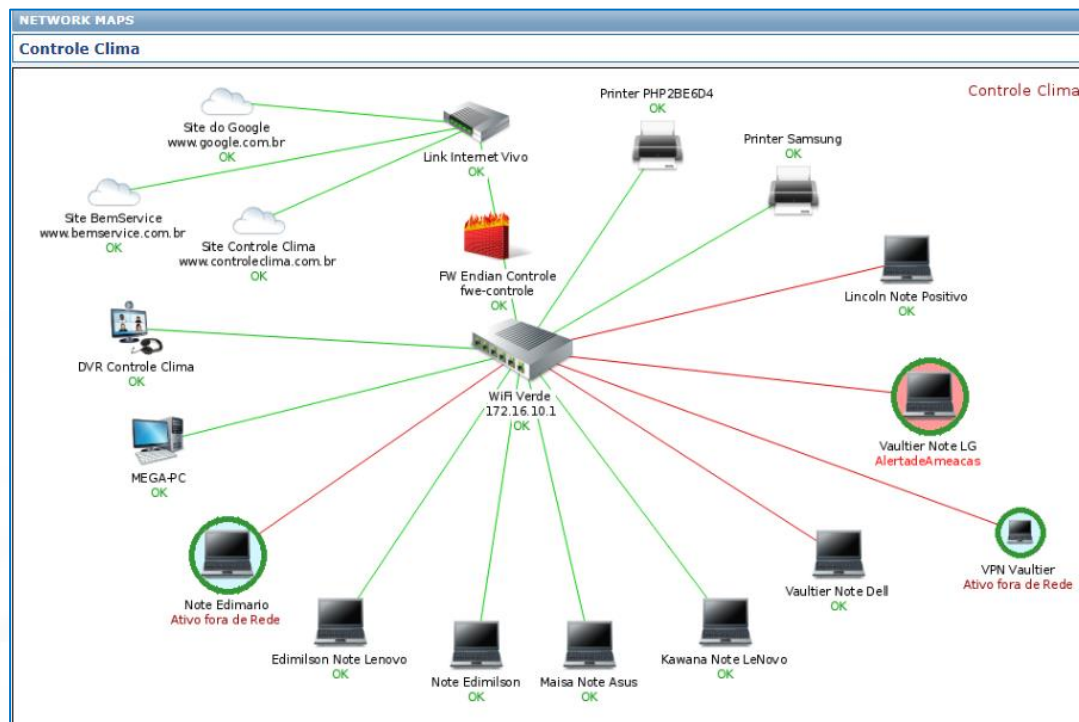 NETWORK MAPS
Controle Clima
Controle Clima
Printer PHP2BE6D4
OK
Site do Google
www.google.com.br
OK
Link Internet Vivo
OK
Printer Samsung
OK
Site BemService
www.bemservice.com.br
OK
Site Controle Clima
www.controleclima.com.br
OK
FW Endian Controle
fwe-controle
OK
Lincoln Note Positivo
OK
DVR Controle Clima
OK
WiFi Verde
172.16.10.1
OK
Vaultier Note LG
AlertadeAmeacas
MEGA-PC
OK
Note Edimario
Ativo fora de Rede
Vaultier Note Dell
OK
VPN Vaultier
Ativo fora de Rede
Edimilson Note Lenovo
OK
Note Edimilson
OK
Maisa Note Asus
OK
Kawana Note LeNovo
OK